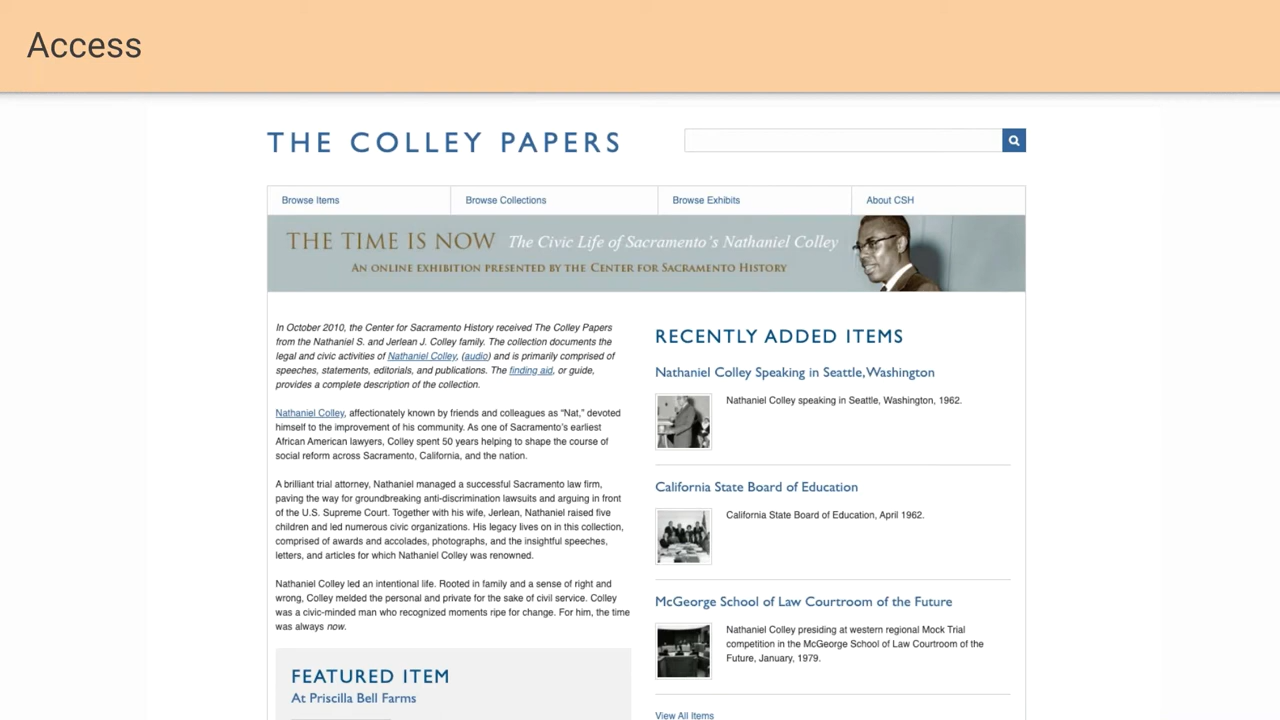 Access
THE COLLEY PAPERS
Browse Items
Browse Collections
Browse Exhibits
About CSH
THE TIME IS NOW The Civic Life of Sacramento's Nathaniel Colley
AN ONLINE EXHIBITION PRESENTED BY THE CENTER FOR SACRAMENTO HISTORY
In October 2010, the Center for Sacramento History received The Colley Papers
from the Nathaniel S. and Jerlean J. Colley family. The collection documents the
legal and civic activities of Nathaniel Colley, (audio) and is primarily comprised of
speeches, statements, editorials, and publications. The finding aid, or guide,
provides a complete description of the collection.
Nathaniel Colley, affectionately known by friends and colleagues as “Nat,” devoted
himself to the improvement of his community. As one of Sacramento’s earliest
African American lawyers, Colley spent 50 years helping to shape the course of
social reform across Sacramento, California, and the nation.
A brilliant trial attorney, Nathaniel managed a successful Sacramento law firm,
paving the way for groundbreaking anti-discrimination lawsuits and arguing in front
of the U.S. Supreme Court. Together with his wife, Jerlean, Nathaniel raised five
children and led numerous civic organizations. His legacy lives on in this collection,
comprised of awards and accolades, photographs, and the insightful speeches,
letters, and articles for which Nathaniel Colley was renowned.
Nathaniel Colley led an intentional life. Rooted in family and a sense of right and
wrong, Colley melded the personal and private for the sake of civil service. Colley
was a civic-minded man who recognized moments ripe for change. For him, the time
was always now.
FEATURED ITEM
At Priscilla Bell Farms
RECENTLY ADDED ITEMS
Nathaniel Colley Speaking in Seattle, Washington
Nathaniel Colley speaking in Seattle, Washington, 1962.
California State Board of Education
California State Board of Education, April 1962.
McGeorge School of Law Courtroom of the Future
Nathaniel Colley presiding at western regional Mock Trial
competition in the McGeorge School of Law Courtroom of the
Future, January, 1979.
View All Items